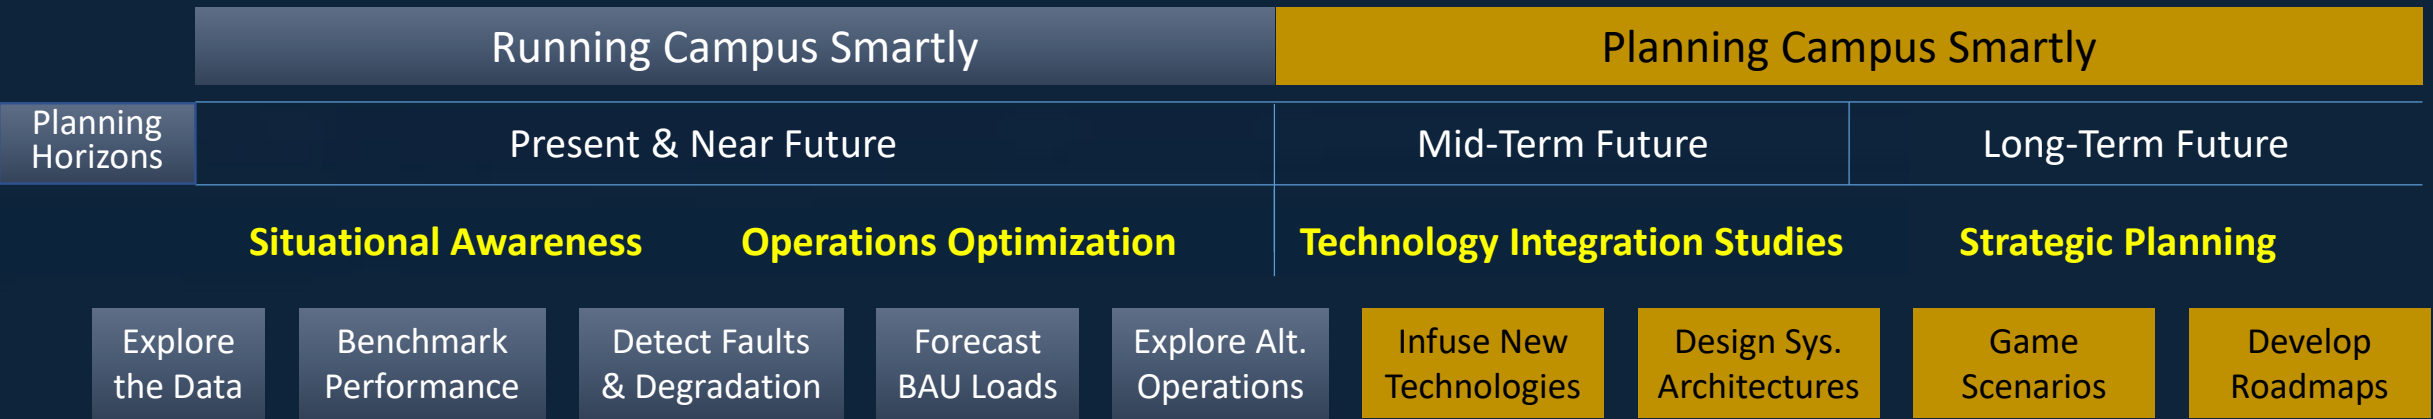 Running Campus Smartly
Planning Campus Smartly
Planning
Horizons
Present & Near Future
Mid-Term Future
Long-Term Future
Situational Awareness
Operations Optimization
Technology Integration Studies
Strategic Planning
Explore
the Data
Benchmark
Performance
Detect Faults
& Degradation
Forecast
BAU Loads
Explore Alt.
Operations
Infuse New
Technologies
Design Sys.
Architectures
Game
Scenarios
Develop
Roadmaps